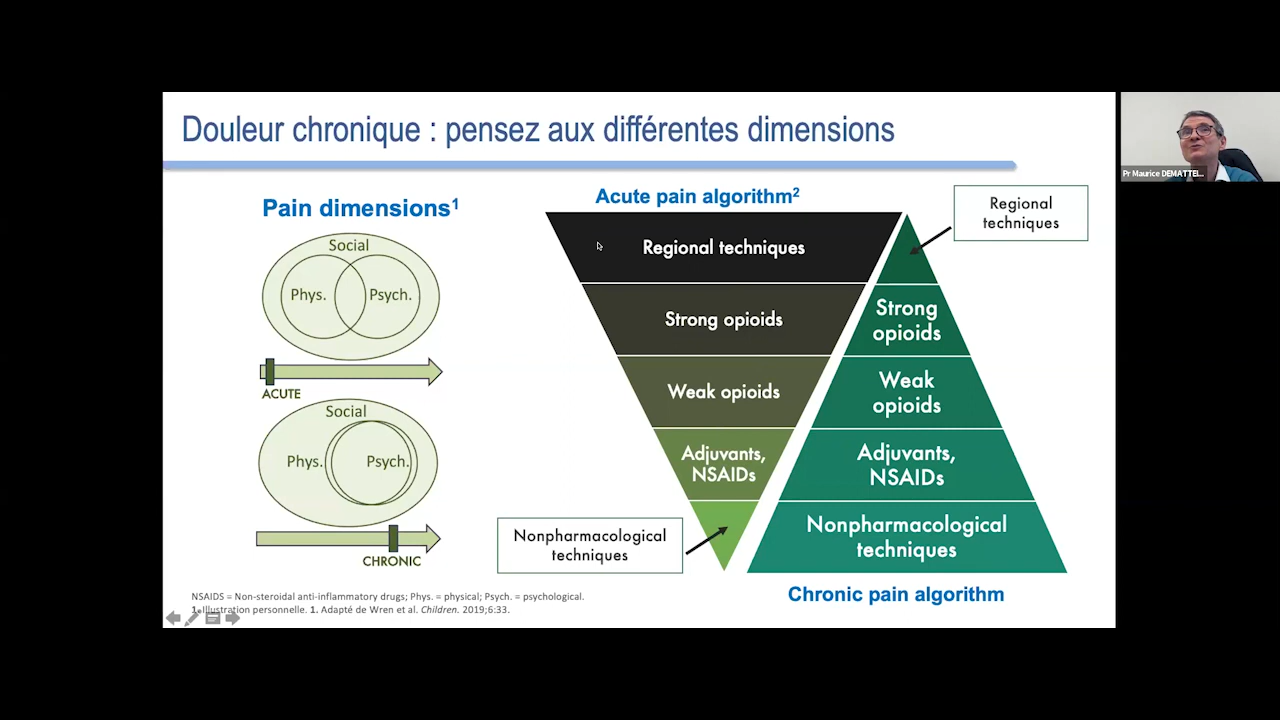 Douleur chronique : pensez aux différentes dimensions
Pr Maurice DEMATTEI...
Pain dimensions1
Social
Phys.
Psych.
ACUTE
Social
Phys.
Psych.
CHRONIC
Acute pain algorithm2
Regional techniques
Strong opioids
Weak opioids
Adjuvants,
NSAIDs
Nonpharmacological
techniques
Regional
techniques
Strong
opioids
Weak
opioids
Adjuvants,
NSAIDs
Nonpharmacological
techniques
Chronic pain algorithm
NSAIDS = Non-steroidal anti-inflammatory drugs; Phys. = physical; Psych. = psychological.
1. Illustration personnelle. 1. Adapté de Wren et al. Children. 2019;6:33.